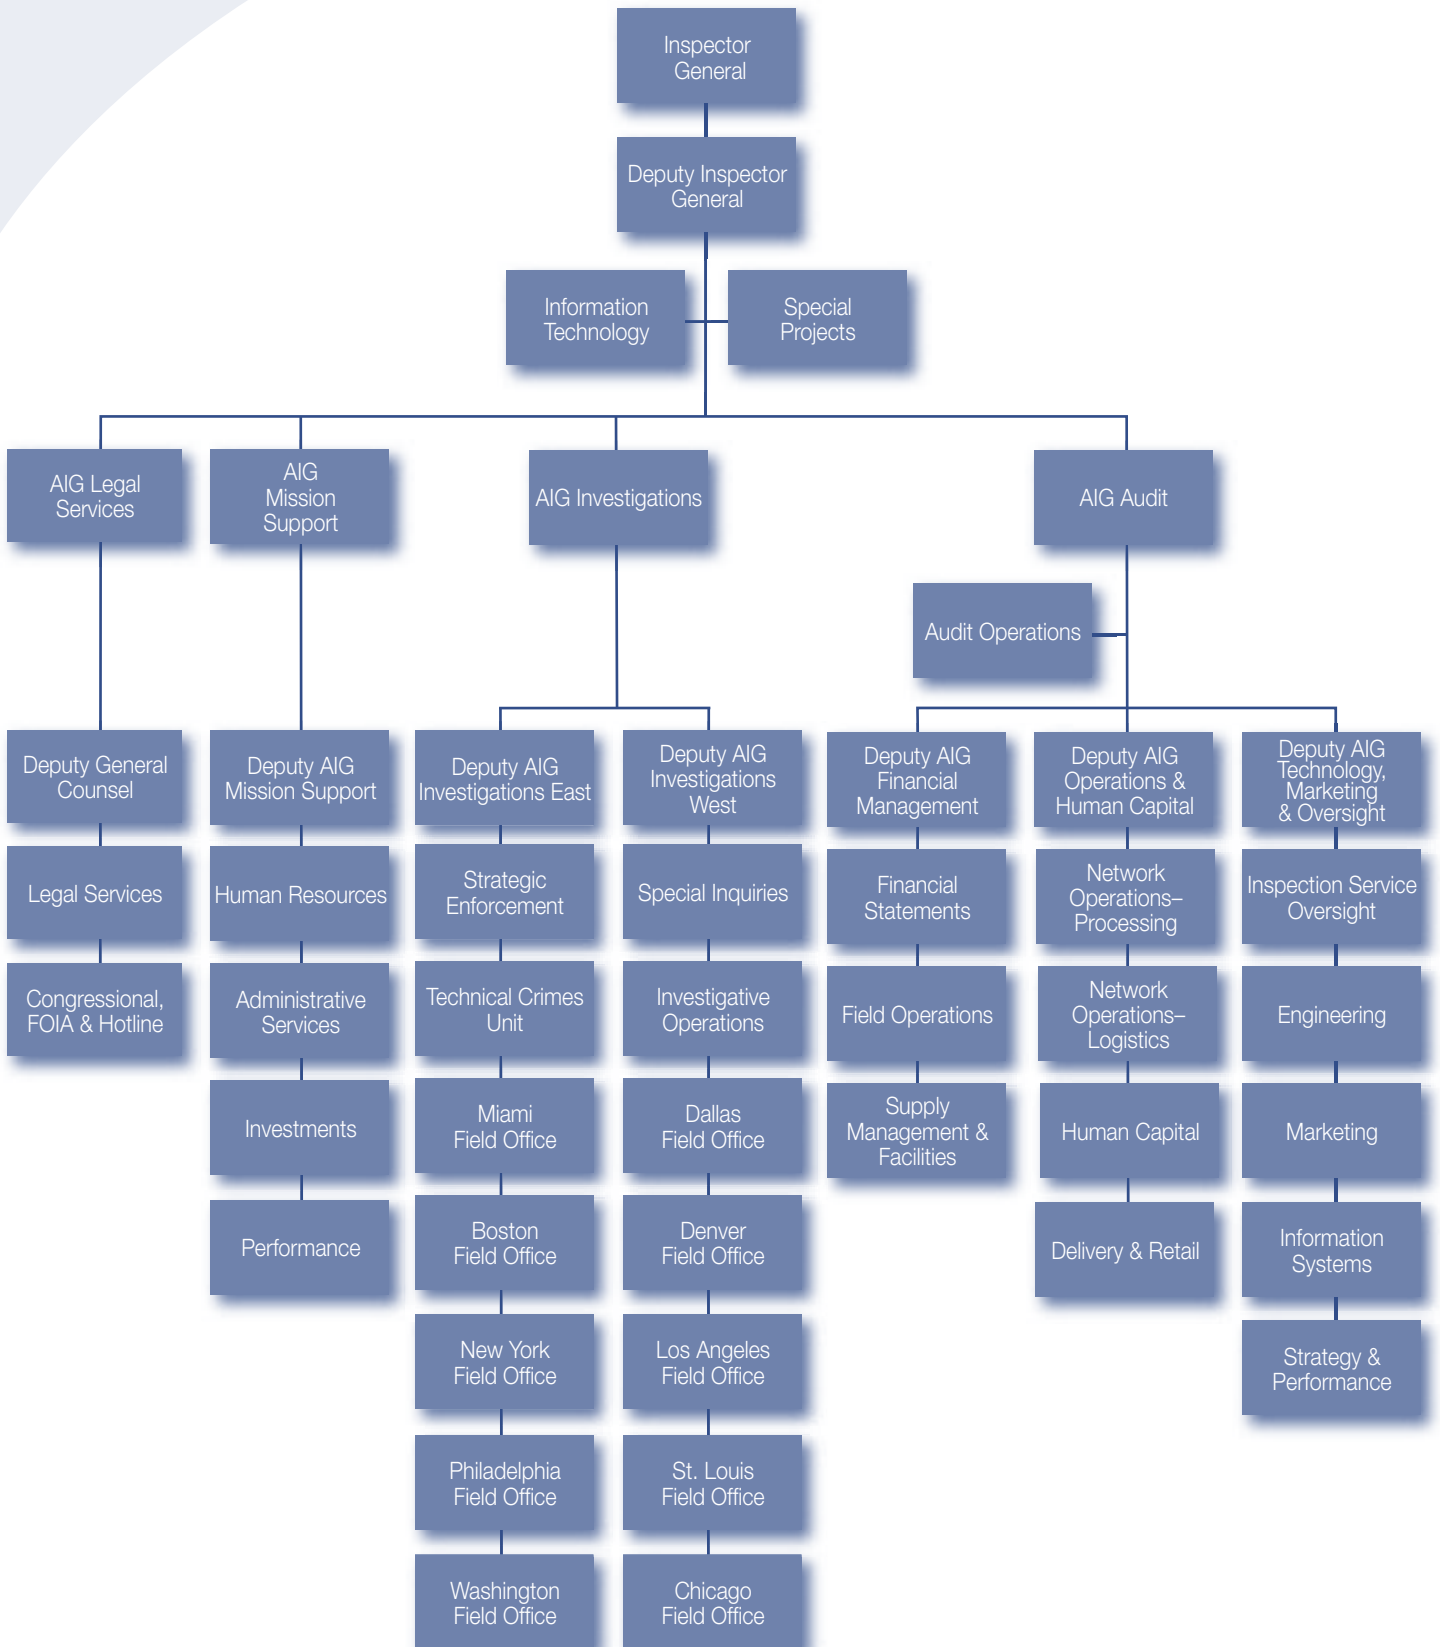 Inspector
General
Deputy Inspector
General
Information
Technology
Special
Projects
AIG Legal
Services
AIG
Mission
Support
AIG Investigations
AIG Audit
Audit Operations
Deputy General
Counsel
Legal Services
Congressional,
FOIA & Hotline
Deputy AIG
Mission Support
Human Resources
Administrative
Services
Investments
Performance
Deputy AIG
Investigations East
Strategic
Enforcement
Technical Crimes
Unit
Miami
Field Office
Boston
Field Office
New York
Field Office
Philadelphia
Field Office
Washington
Field Office
Deputy AIG
Investigations
West
Special Inquiries
Investigative
Operations
Dallas
Field Office
Denver
Field Office
Los Angeles
Field Office
St. Louis
Field Office
Chicago
Field Office
Deputy AIG
Financial
Management
Financial
Statements
Field Operations
Supply
Management &
Facilities
Deputy AIG
Operations &
Human Capital
Network
Operations–
Processing
Network
Operations–
Logistics
Human Capital
Delivery & Retail
Deputy AIG
Technology,
Marketing
& Oversight
Inspection Service
Oversight
Engineering
Marketing
Information
Systems
Strategy &
Performance